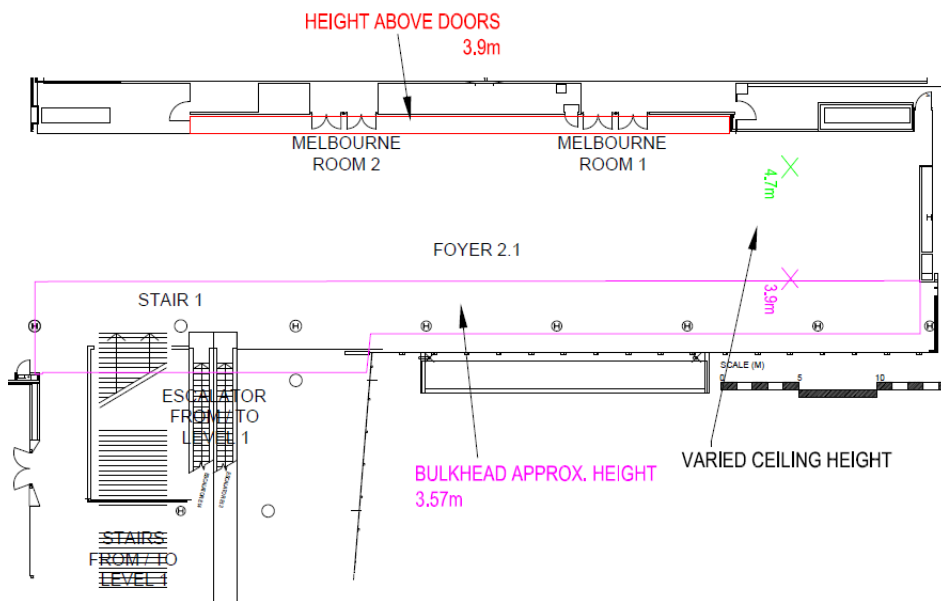 HEIGHT ABOVE DOORS
3.9m
MELBOURNE
ROOM 2
MELBOURNE
ROOM 1
4.7m
H
FOYER 2.1
3.9m
STAIR 1
H
H
H
H
H
H
H
SCALE (M)
0
5
10
ESCALATOR
FROM / TO
LEVEL 1
BULKHEAD APPROX. HEIGHT
3.57m
VARIED CEILING HEIGHT
H
STAIRS
FROM / TO
LEVEL 1